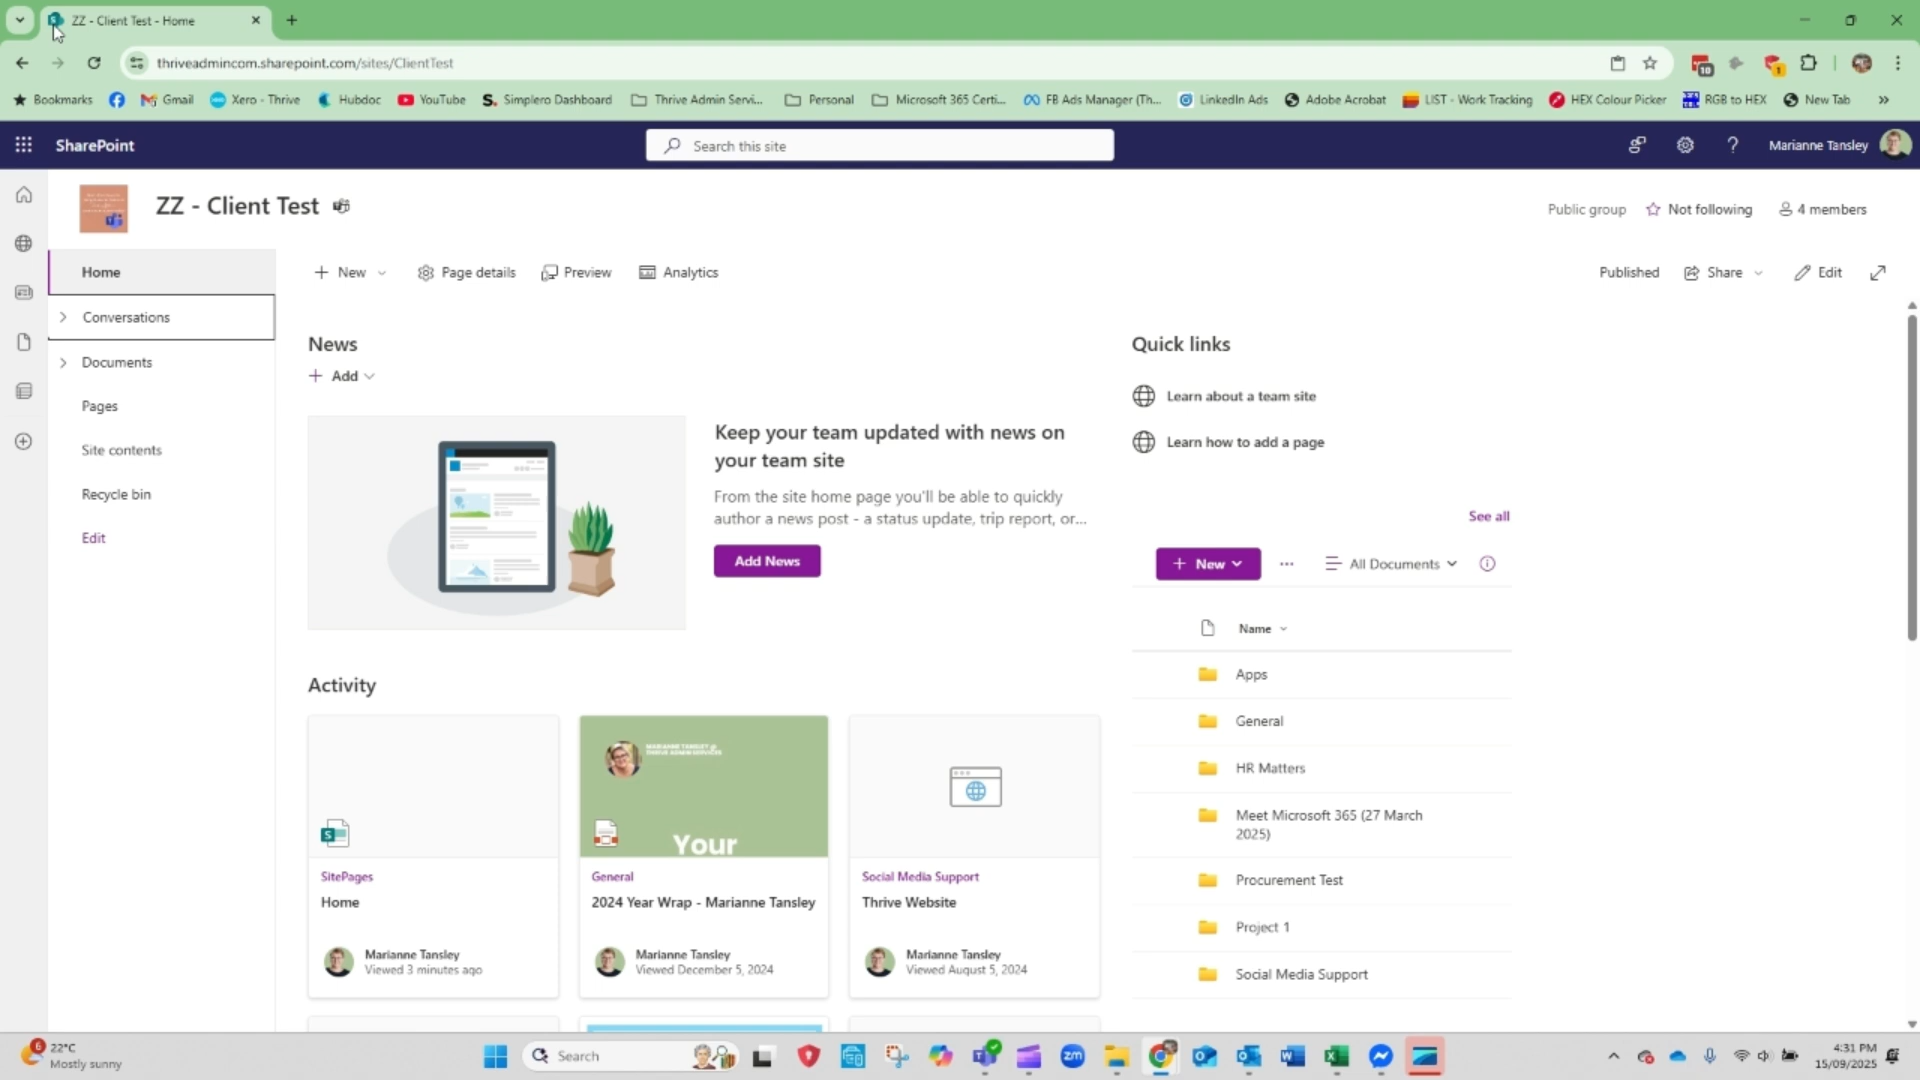 ZZ - Client Test - Home
thriveadmincom.sharepoint.com/sites/ClientTest
10
1
Bookmarks
Gmail
Xero - Thrive
Hubdoc
YouTube
S. Simplero Dashboard
Thrive Admin Servi...
Personal
Microsoft 365 Certi...
FB Ads Manager (Th...
LinkedIn Ads
Adobe Acrobat
LIST - Work Tracking
HEX Colour Picker
RGB to HEX
New Tab
»
SharePoint
Search this site
?
Marianne Tansley
ZZ - Client Test
Public group
Not following
4 members
Home
Conversations
Documents
Pages
Site contents
Recycle bin
Edit
+ New
Page details
Preview
Analytics
Published
Share
Edit
News
+ Add
Keep your team updated with news on
your team site
From the site home page you'll be able to quickly
author a news post - a status update, trip report, or...
Add News
Quick links
Learn about a team site
Learn how to add a page
See all
+ New
...
All Documents
Name
Apps
General
HR Matters
Meet Microsoft 365 (27 March
2025)
Procurement Test
Project 1
Social Media Support
Activity
SitePages
Home
Marianne Tansley
Viewed 3 minutes ago
MARIANNE TANSLEY @
THRIVE ADMIN SERVICES
Your
General
2024 Year Wrap - Marianne Tansley
Marianne Tansley
Viewed December 5, 2024
Social Media Support
Thrive Website
Marianne Tansley
Viewed August 5, 2024
6
22°C
Mostly sunny
Search
zm
4:31 PM
15/09/2025